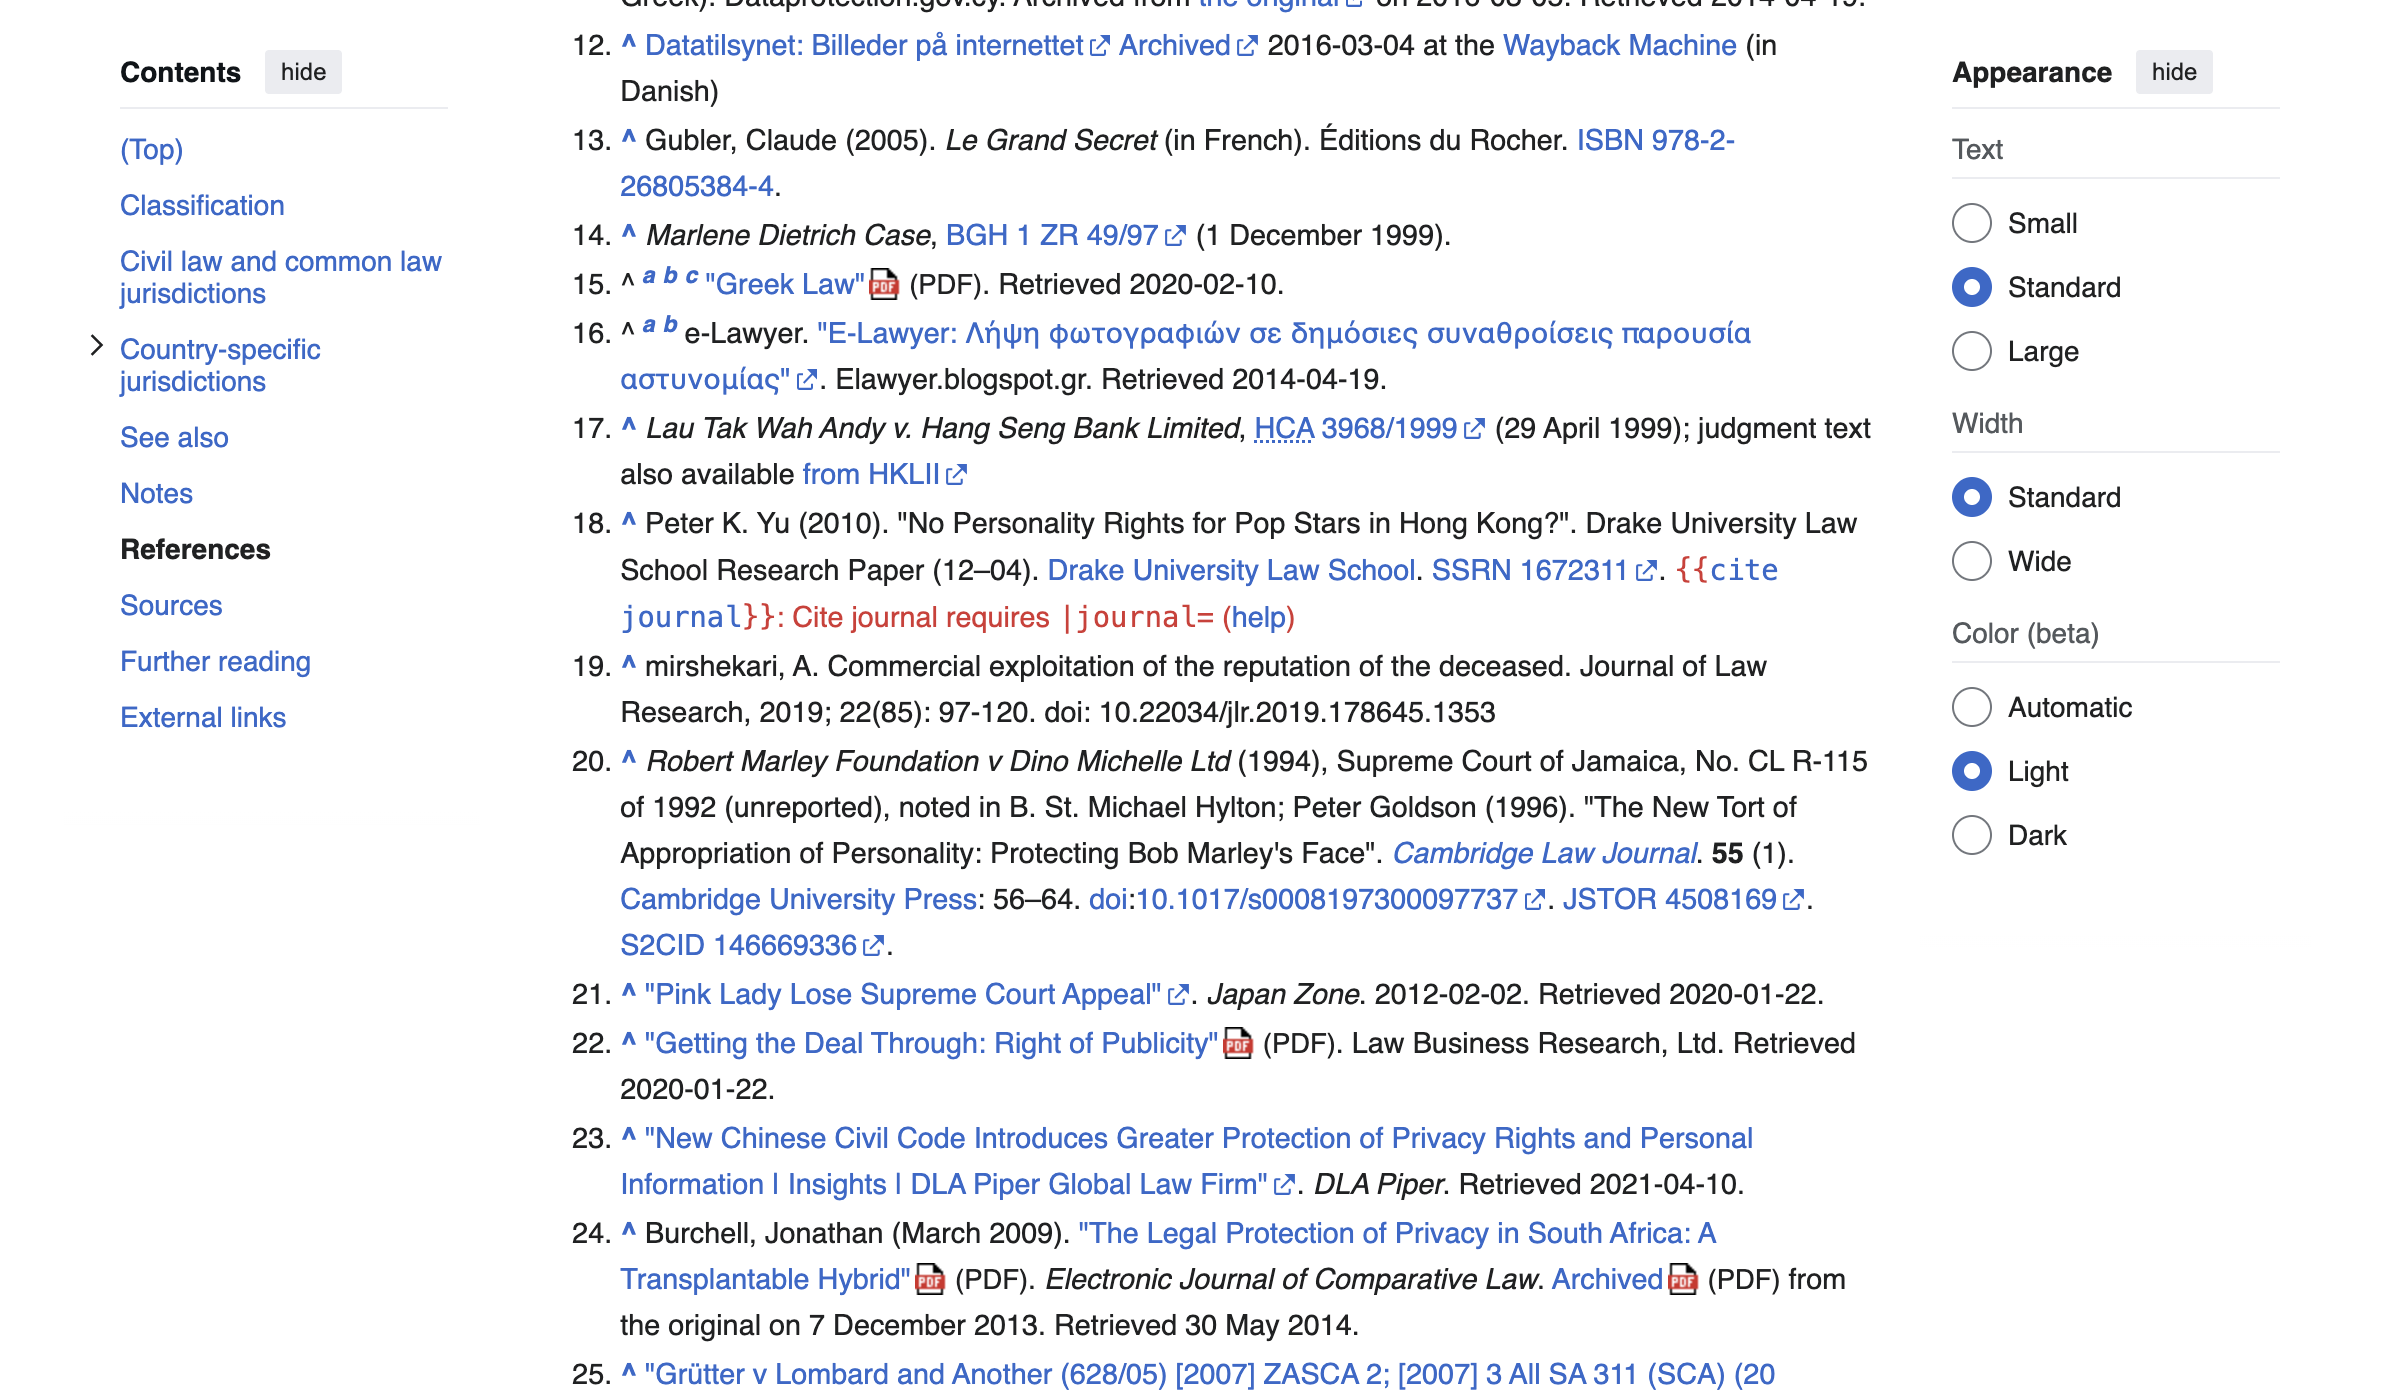 Greek). Dataprotection.gov.cy. Archived from the original on 2016-03-05. Retrieved 2014-04-19.
Contents hide
(Top)
Classification
Civil law and common law
jurisdictions
Country-specific
jurisdictions
See also
Notes
References
Sources
Further reading
External links
12. ^ Datatilsynet: Billeder på internettet Archived 2016-03-04 at the Wayback Machine (in
Danish)
13. ^ Gubler, Claude (2005). Le Grand Secret (in French). Éditions du Rocher. ISBN 978-2-
26805384-4.
14. ^ Marlene Dietrich Case, BGH 1 ZR 49/97 (1 December 1999).
15. ^ a b c "Greek Law" PDF (PDF). Retrieved 2020-02-10.
16. ^ a b e-Lawyer. "E-Lawyer: Λήψη φωτογραφιών σε δημόσιες συναθροίσεις παρουσία
αστυνομίας". Elawyer.blogspot.gr. Retrieved 2014-04-19.
17. ^ Lau Tak Wah Andy v. Hang Seng Bank Limited, HCA 3968/1999 (29 April 1999); judgment text
also available from HKLII
18. ^ Peter K. Yu (2010). "No Personality Rights for Pop Stars in Hong Kong?". Drake University Law
School Research Paper (12–04). Drake University Law School. SSRN 1672311. {{cite
journal}}: Cite journal requires |journal= (help)
19. ^ mirshekari, A. Commercial exploitation of the reputation of the deceased. Journal of Law
Research, 2019; 22(85): 97-120. doi: 10.22034/jlr.2019.178645.1353
20. ^ Robert Marley Foundation v Dino Michelle Ltd (1994), Supreme Court of Jamaica, No. CL R-115
of 1992 (unreported), noted in B. St. Michael Hylton; Peter Goldson (1996). "The New Tort of
Appropriation of Personality: Protecting Bob Marley's Face". Cambridge Law Journal. 55 (1).
Cambridge University Press: 56–64. doi:10.1017/s0008197300097737. JSTOR 4508169.
S2CID 146669336.
21. ^ "Pink Lady Lose Supreme Court Appeal". Japan Zone. 2012-02-02. Retrieved 2020-01-22.
22. ^ "Getting the Deal Through: Right of Publicity" PDF (PDF). Law Business Research, Ltd. Retrieved
2020-01-22.
23. ^ "New Chinese Civil Code Introduces Greater Protection of Privacy Rights and Personal
Information | Insights | DLA Piper Global Law Firm". DLA Piper. Retrieved 2021-04-10.
24. ^ Burchell, Jonathan (March 2009). "The Legal Protection of Privacy in South Africa: A
Transplantable Hybrid" PDF (PDF). Electronic Journal of Comparative Law. Archived PDF (PDF) from
the original on 7 December 2013. Retrieved 30 May 2014.
25. ^ "Grütter v Lombard and Another (628/05) [2007] ZASCA 2; [2007] 3 All SA 311 (SCA) (20
Appearance hide
Text
Small
Standard
Large
Width
Standard
Wide
Color (beta)
Automatic
Light
Dark